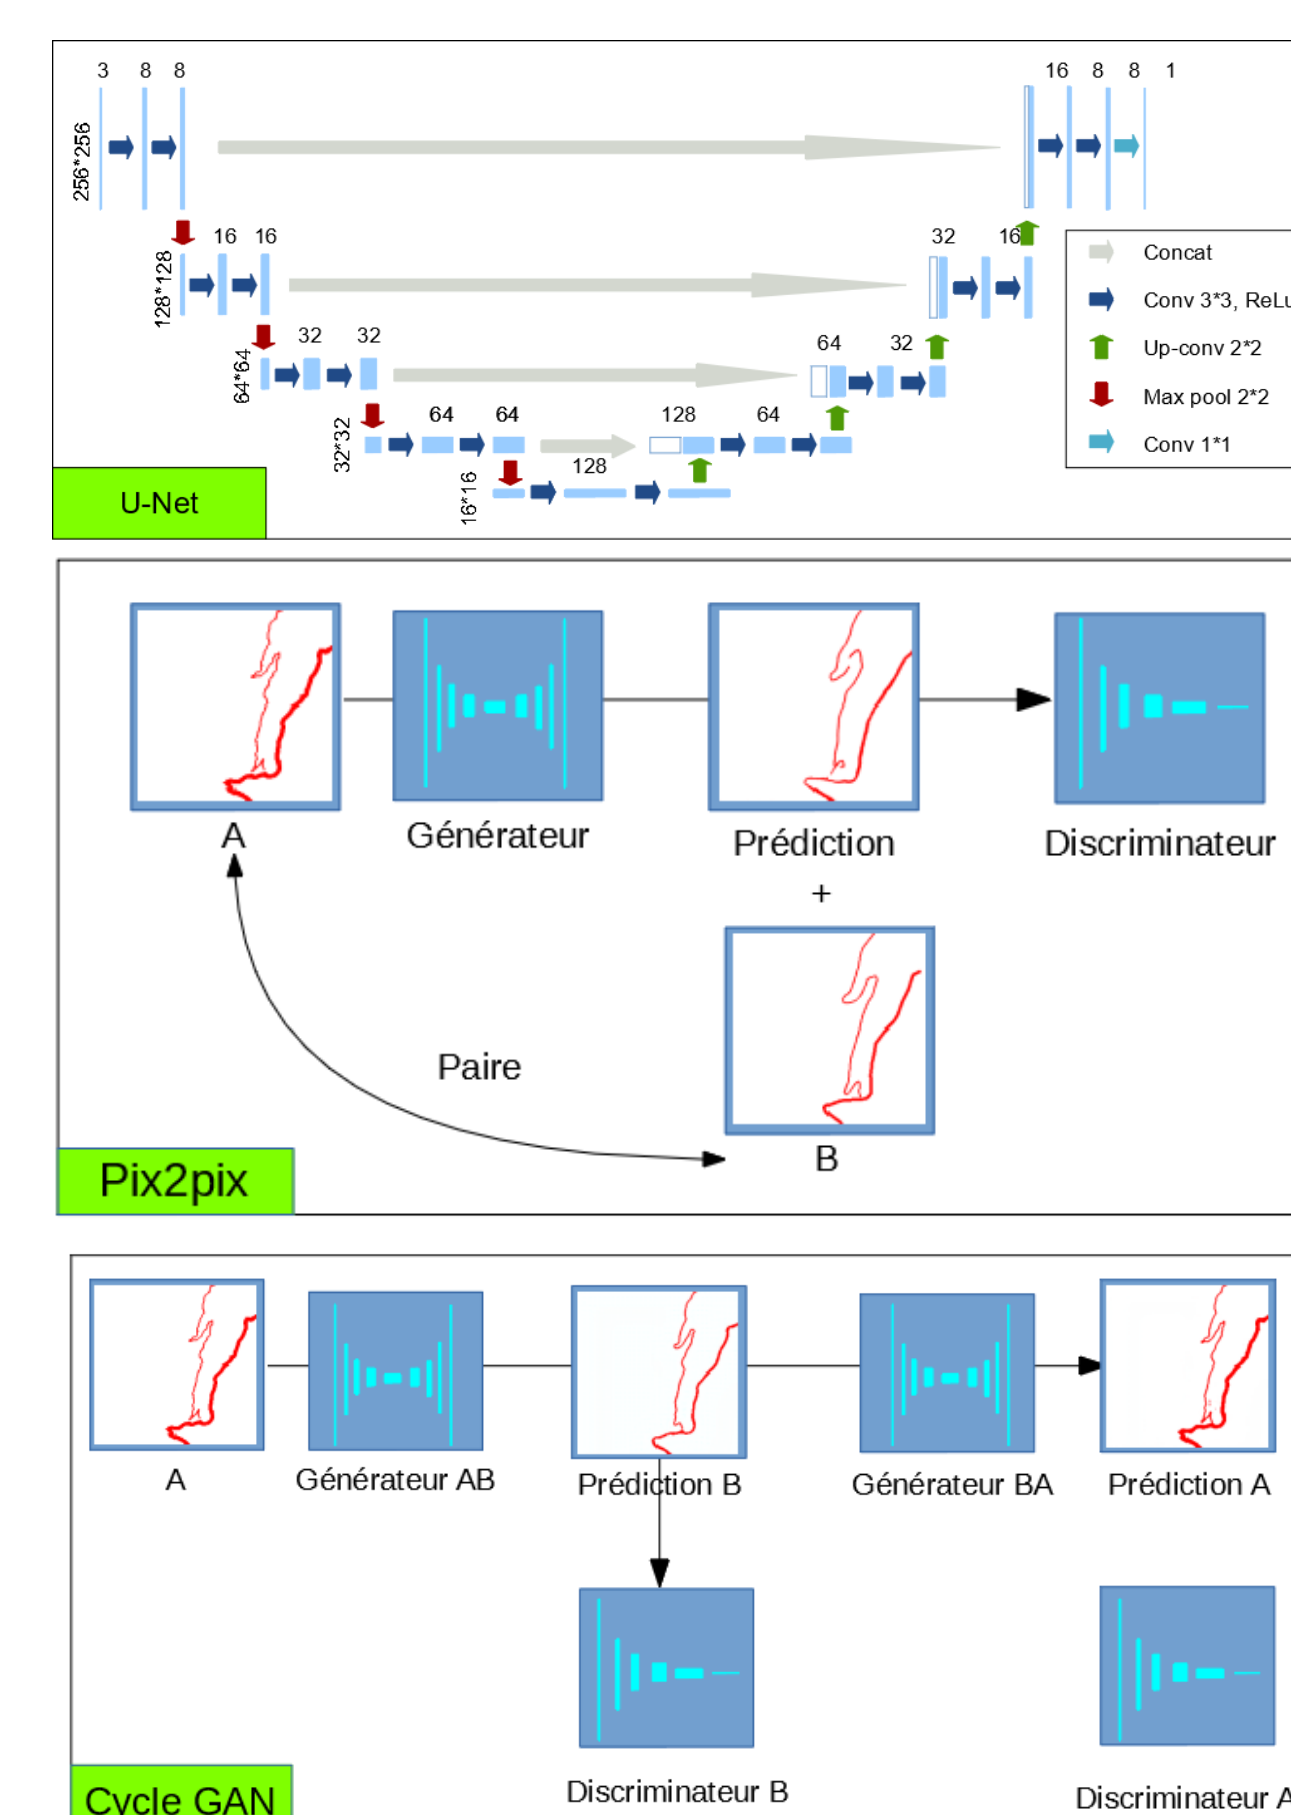 3 8 8
16 8 8 1
256*256
16 16
32 16
128*128
Concat
Conv 3*3, ReLu
Up-conv 2*2
Max pool 2*2
Conv 1*1
32 32
64 32
64*64
64 64
128 64
32*32
128
16*16
U-Net
A
Générateur
Prédiction
Discriminateur
+
Paire
B
Pix2pix
A
Générateur AB
Prédiction B
Générateur BA
Prédiction A
Discriminateur B
Discriminateur A
Cycle GAN